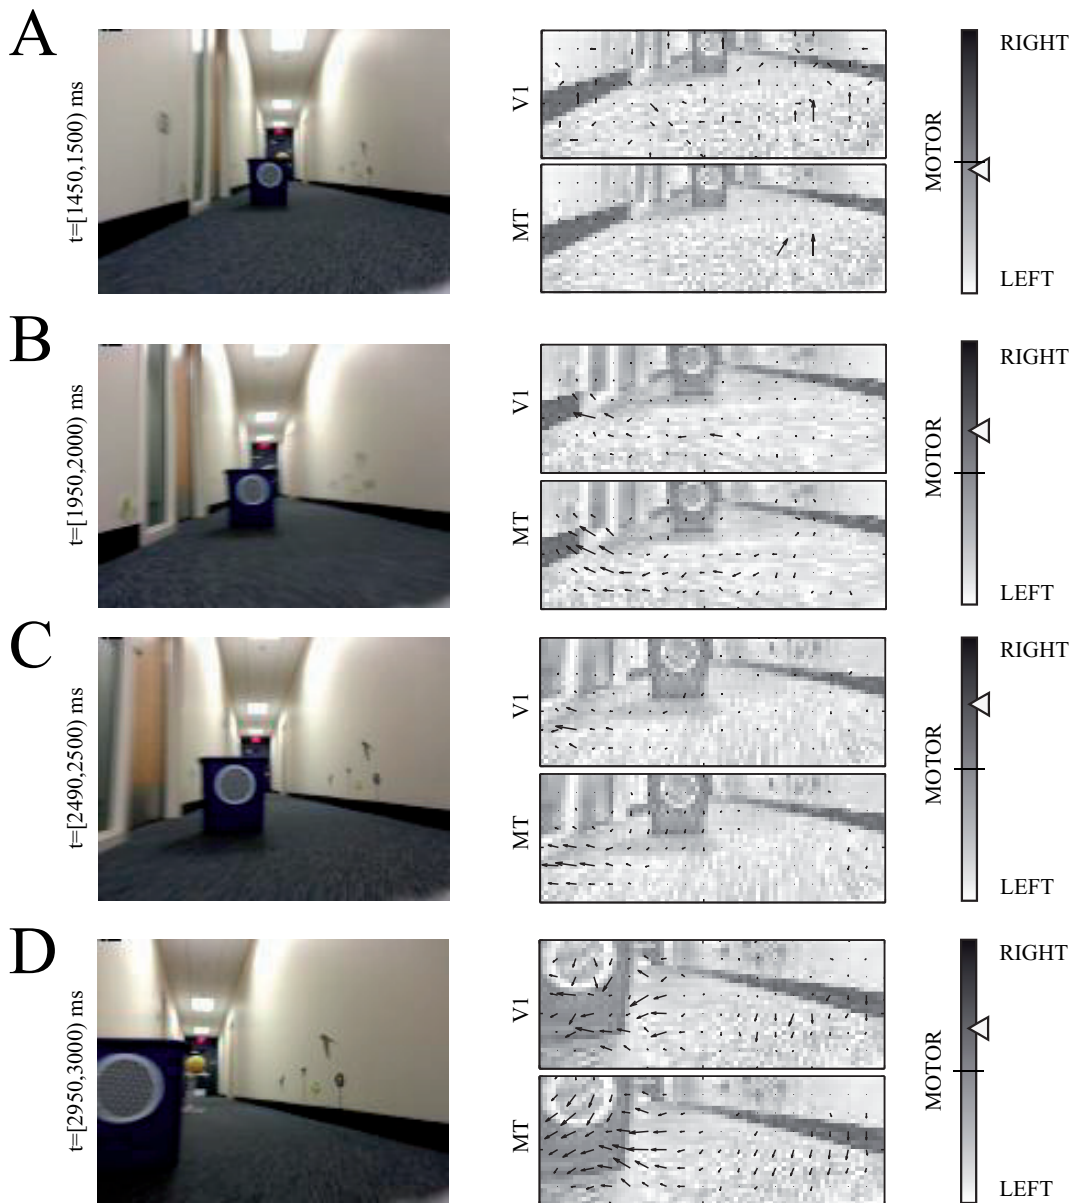 A
t=[1450,1500) ms
V1
MT
MOTOR
RIGHT
LEFT
B
t=[1950,2000) ms
V1
MT
MOTOR
RIGHT
LEFT
C
t=[2490,2500) ms
V1
MT
MOTOR
RIGHT
LEFT
D
t=[2950,3000) ms
V1
MT
MOTOR
RIGHT
LEFT